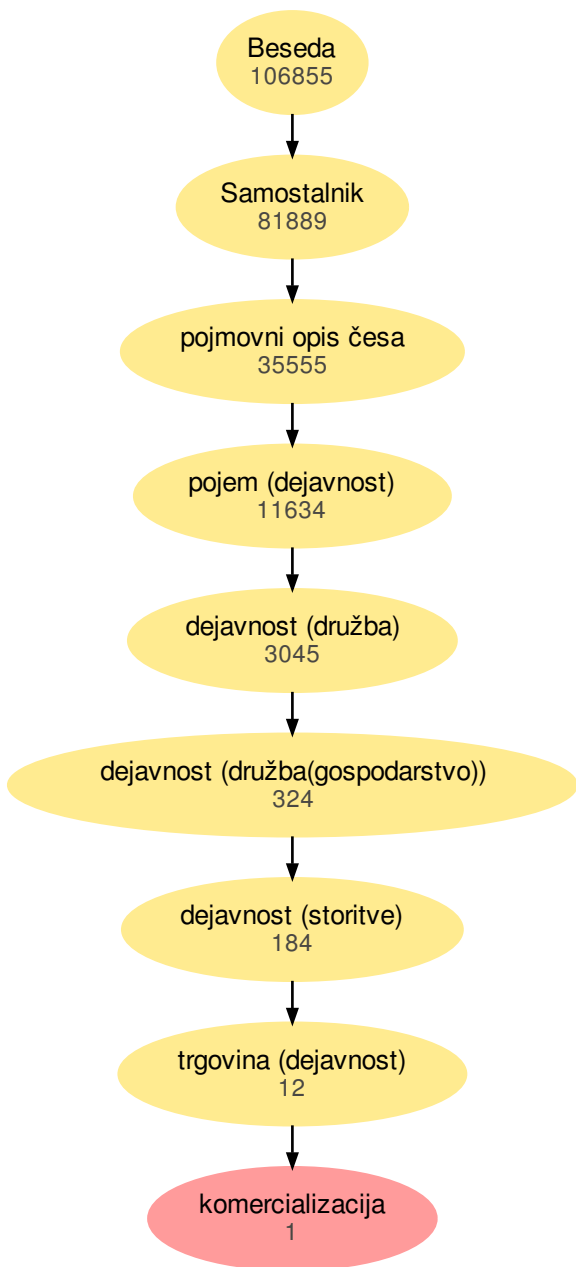 Beseda
106855
Samostalnik
81889
pojmovni opis česa
35555
pojem (dejavnost)
11634
dejavnost (družba)
3045
dejavnost (družba(gospodarstvo))
324
dejavnost (storitve)
184
trgovina (dejavnost)
12
komercializacija
1